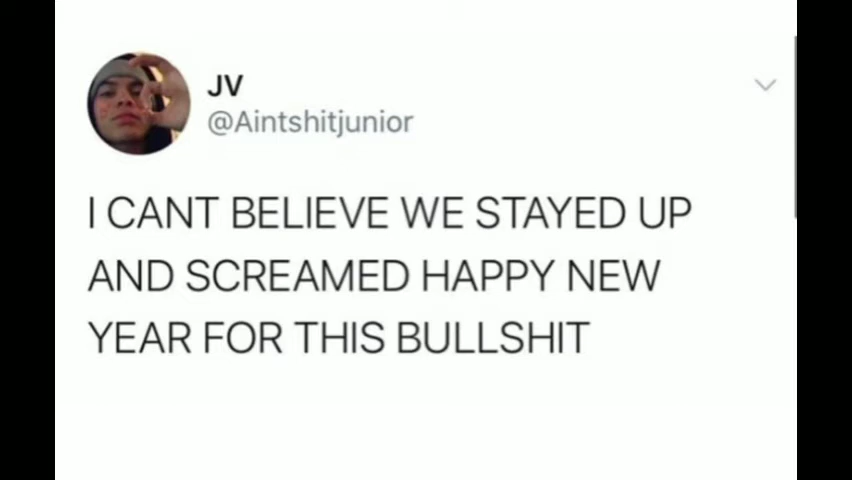 JV
@Aintshitjunior
I CANT BELIEVE WE STAYED UP
AND SCREAMED HAPPY NEW
YEAR FOR THIS BULLSHIT